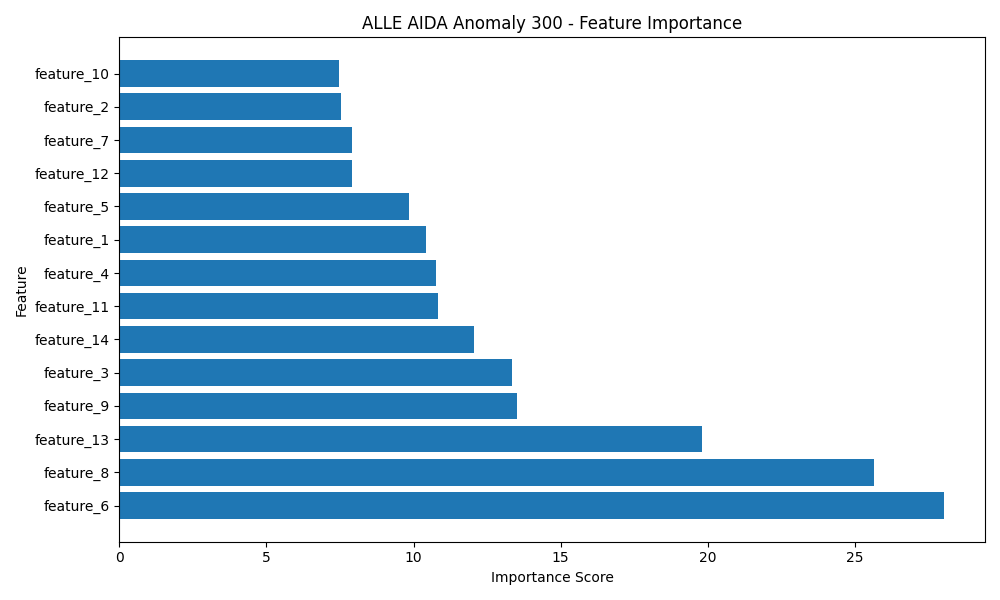 ALLE AIDA Anomaly 300 - Feature Importance
feature_10
feature_2
feature_7
feature_12
feature_5
feature_1
feature_4
feature_11
feature_14
feature_3
feature_9
feature_13
feature_8
feature_6
Feature
0 5 10 15 20 25
Importance Score